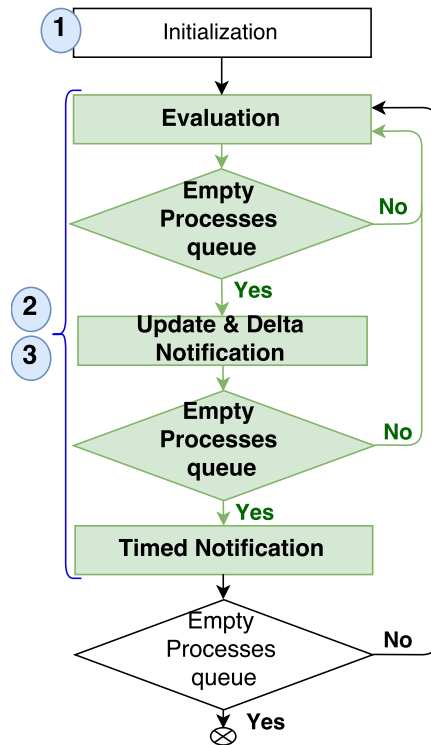 1
Initialization
Evaluation
Empty
Processes
queue
No
Yes
2
3
Update & Delta
Notification
Empty
Processes
queue
No
Yes
Timed Notification
Empty
Processes
queue
No
Yes